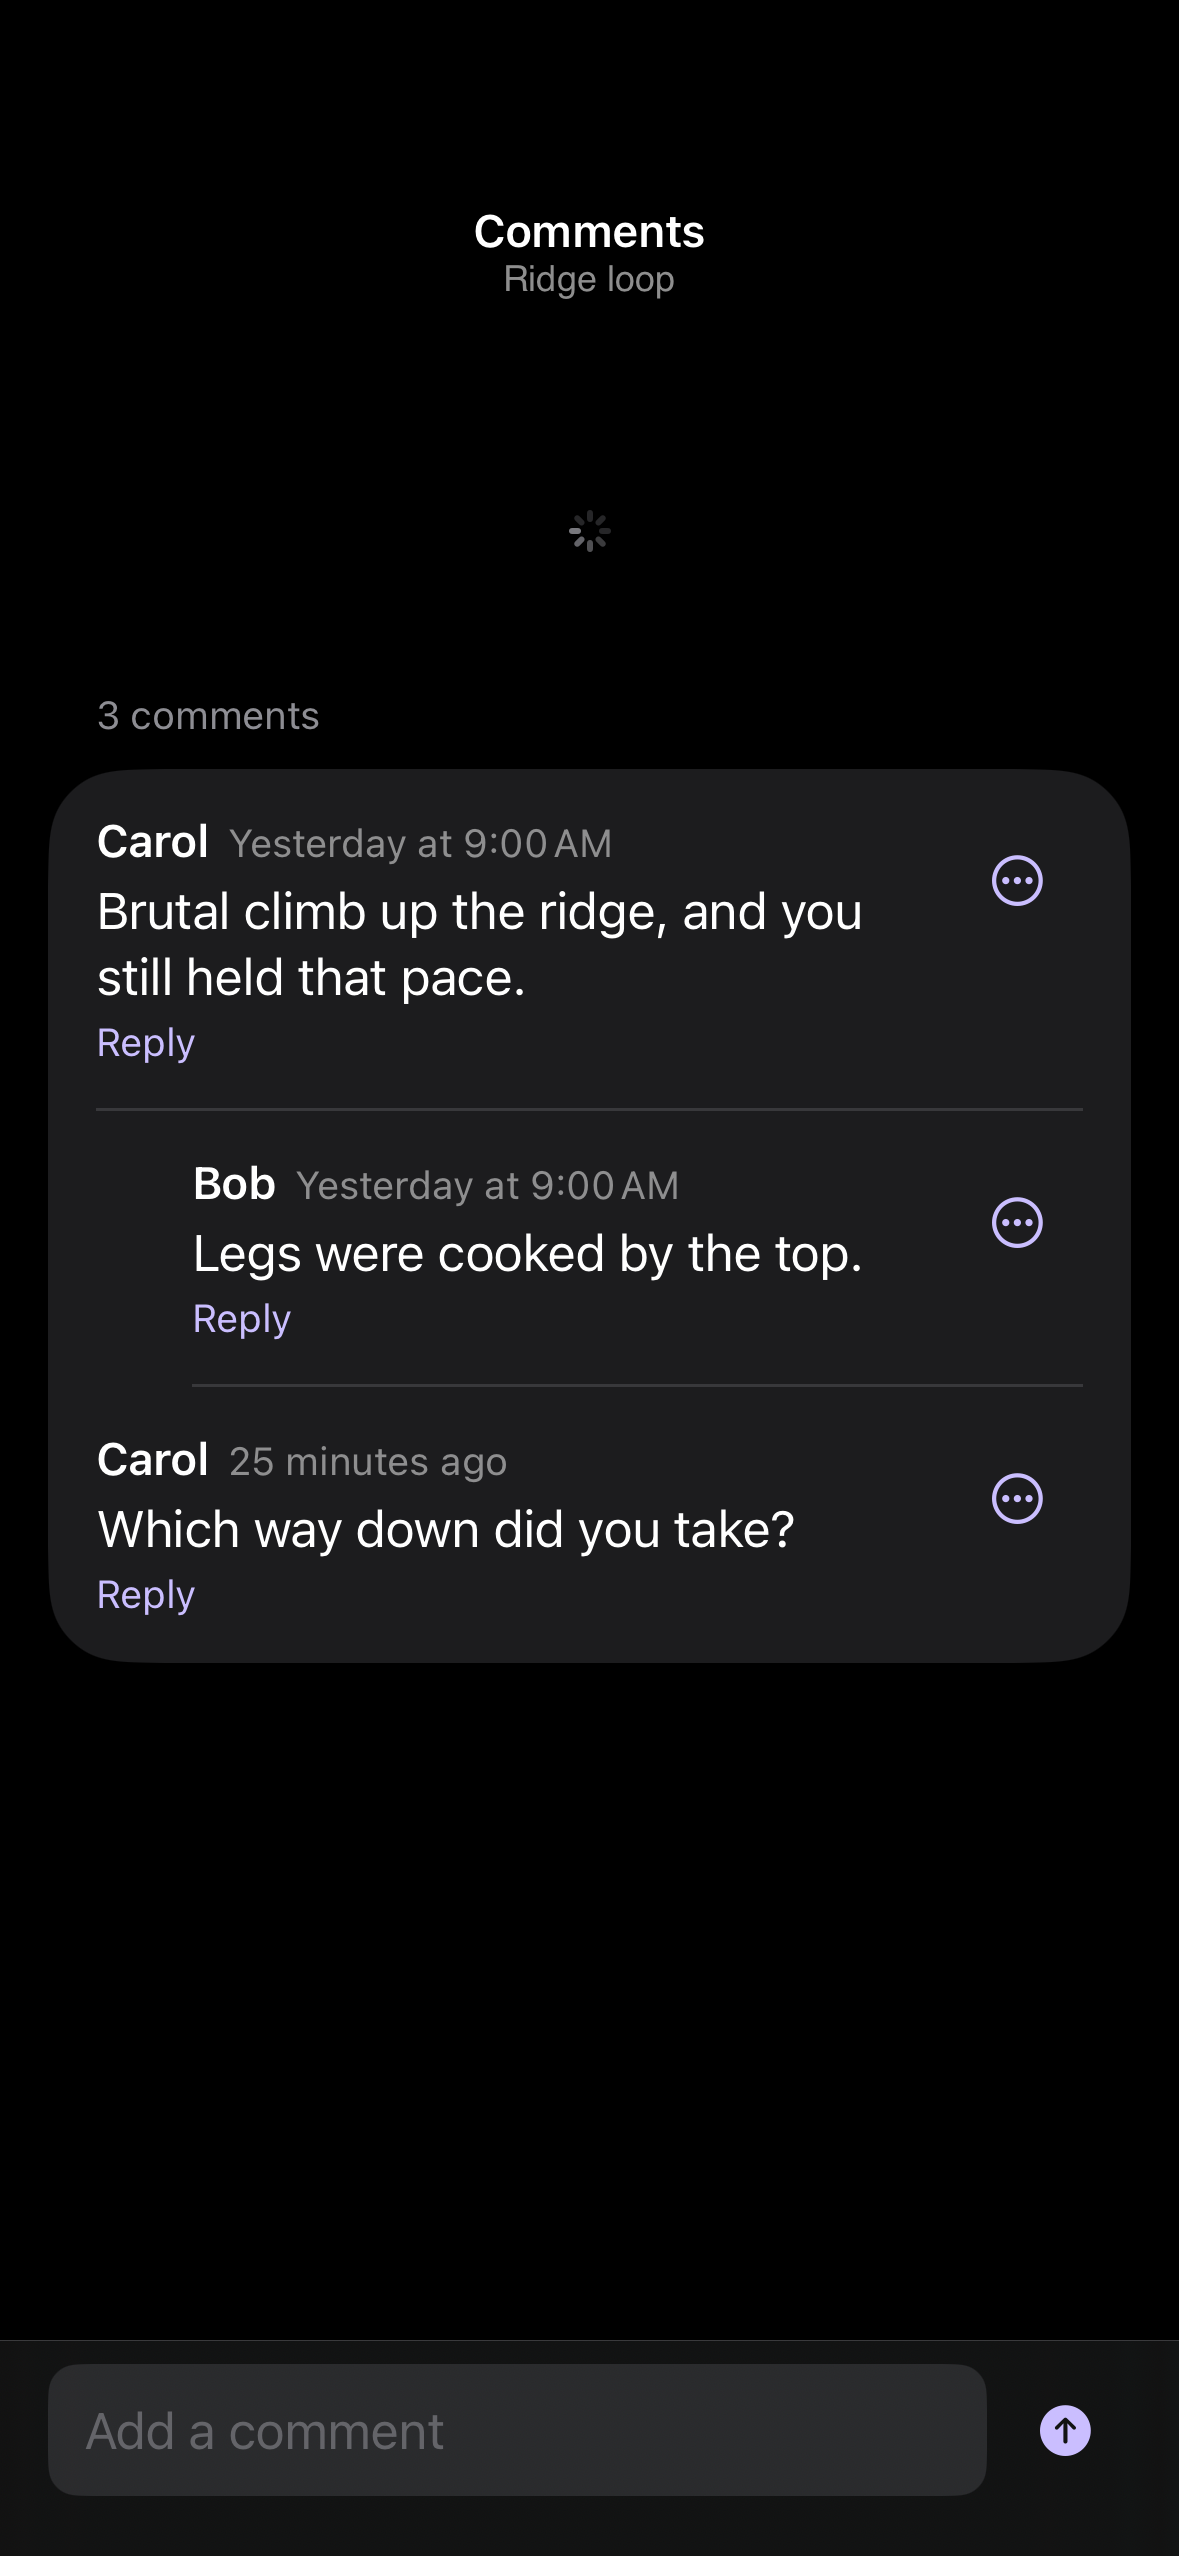 Comments
Ridge loop
3 comments
Carol Yesterday at 9:00 AM
Brutal climb up the ridge, and you
still held that pace.
Reply
Bob Yesterday at 9:00 AM
Legs were cooked by the top.
Reply
Carol 25 minutes ago
Which way down did you take?
Reply
Add a comment